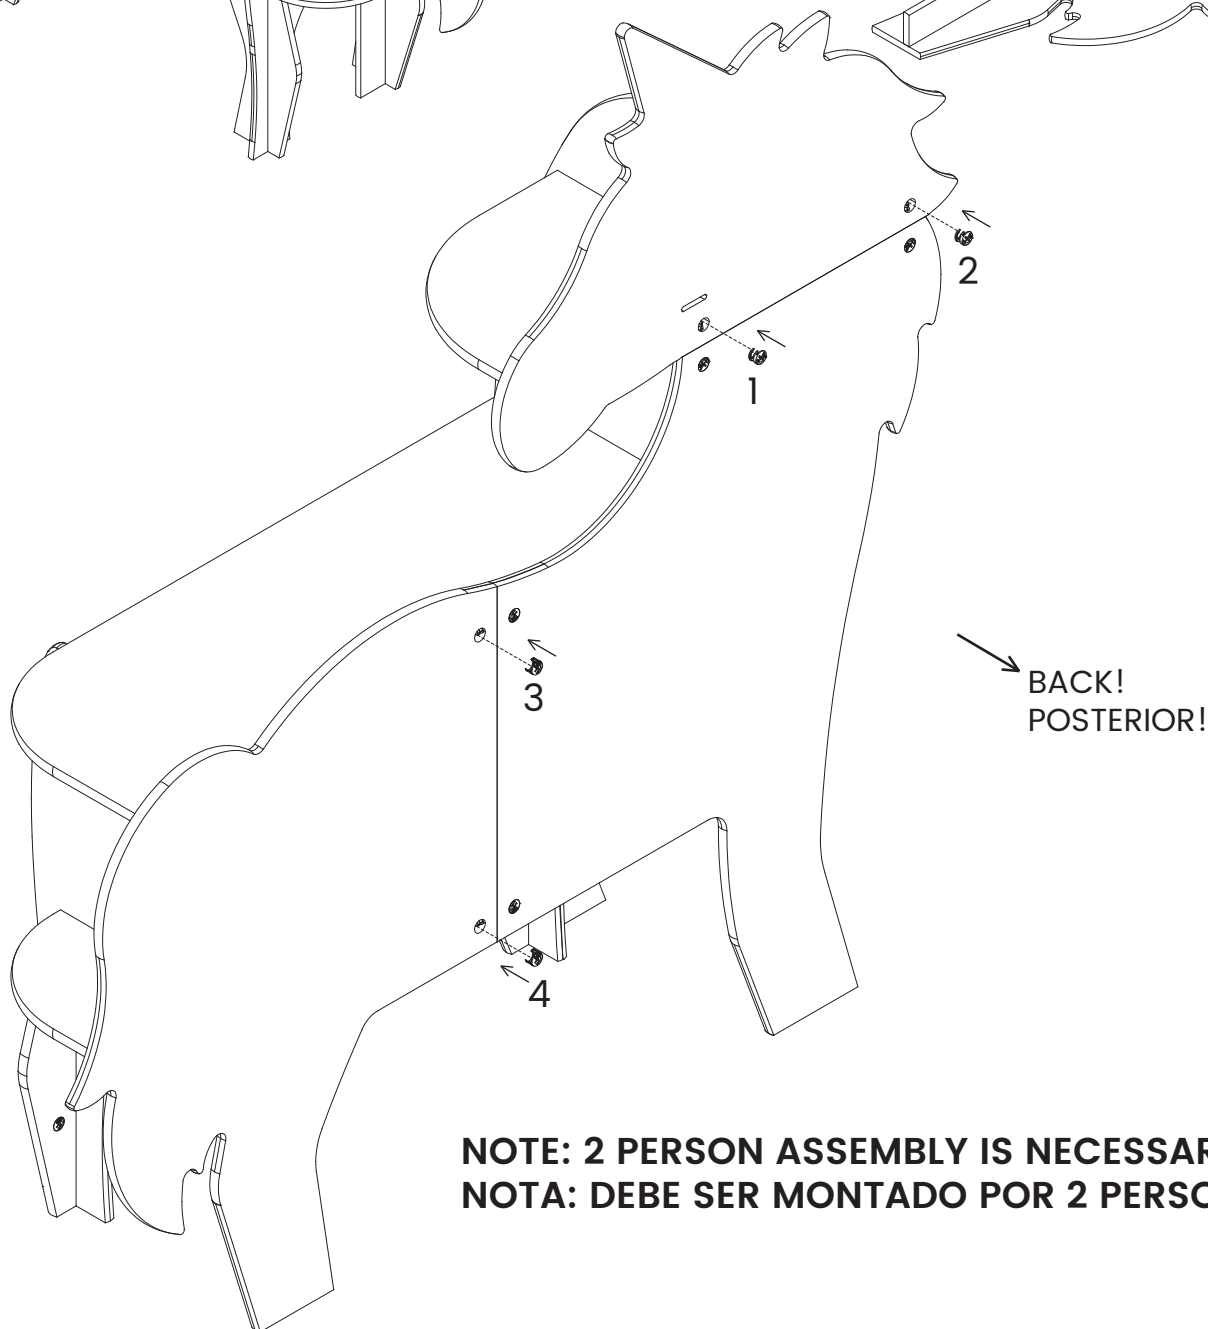 2
1
3
BACK!
POSTERIOR!
4
NOTE: 2 PERSON ASSEMBLY IS
NOTA: DEBE SER MONTADO POR 2